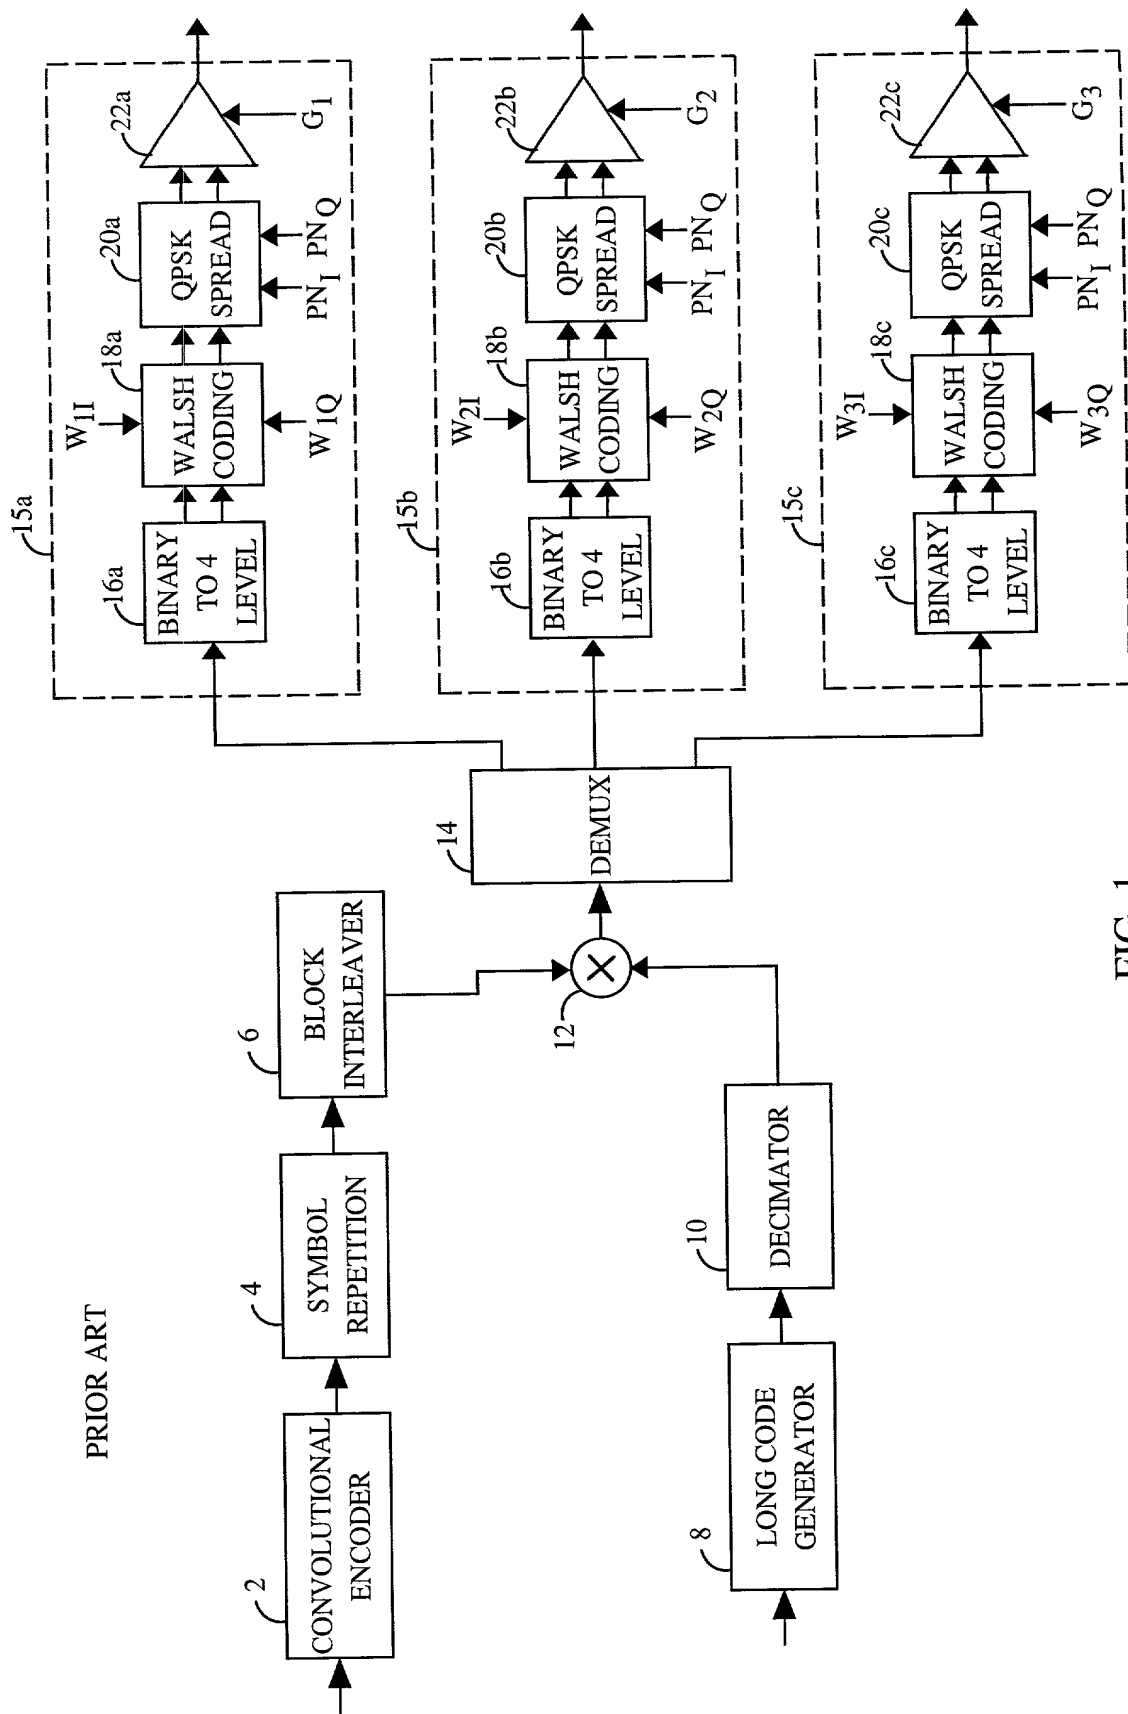 PRIOR ART
2
CONVOLUTIONAL
ENCODER
4
SYMBOL
REPETITION
6
BLOCK
INTERLEAVER
8
LONG CODE
GENERATOR
10
DECIMATOR
12
14
DEMUX
15a
16a
BINARY
TO 4
LEVEL
W1I
18a
WALSH
CODING
W1Q
20a
QPSK
SPREAD
PNI
PNQ
22a
G1
15b
16b
BINARY
TO 4
LEVEL
W2I
18b
WALSH
CODING
W2Q
20b
QPSK
SPREAD
PNI
PNQ
22b
G2
15c
16c
BINARY
TO 4
LEVEL
W3I
18c
WALSH
CODING
W3Q
20c
QPSK
SPREAD
PNI
PNQ
22c
G3
FIG. 1